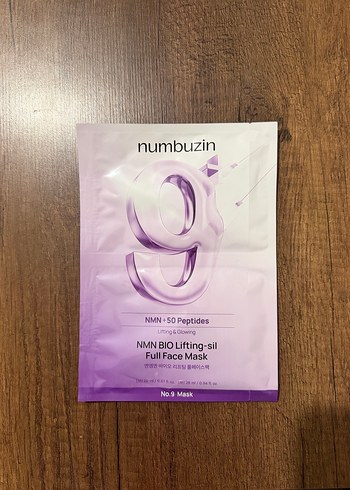 numbuzin
9
NMN + 50 Peptides
Lifting & Glowing
NMN BIO Lifting-sil
Full Face Mask
No.9 Mask